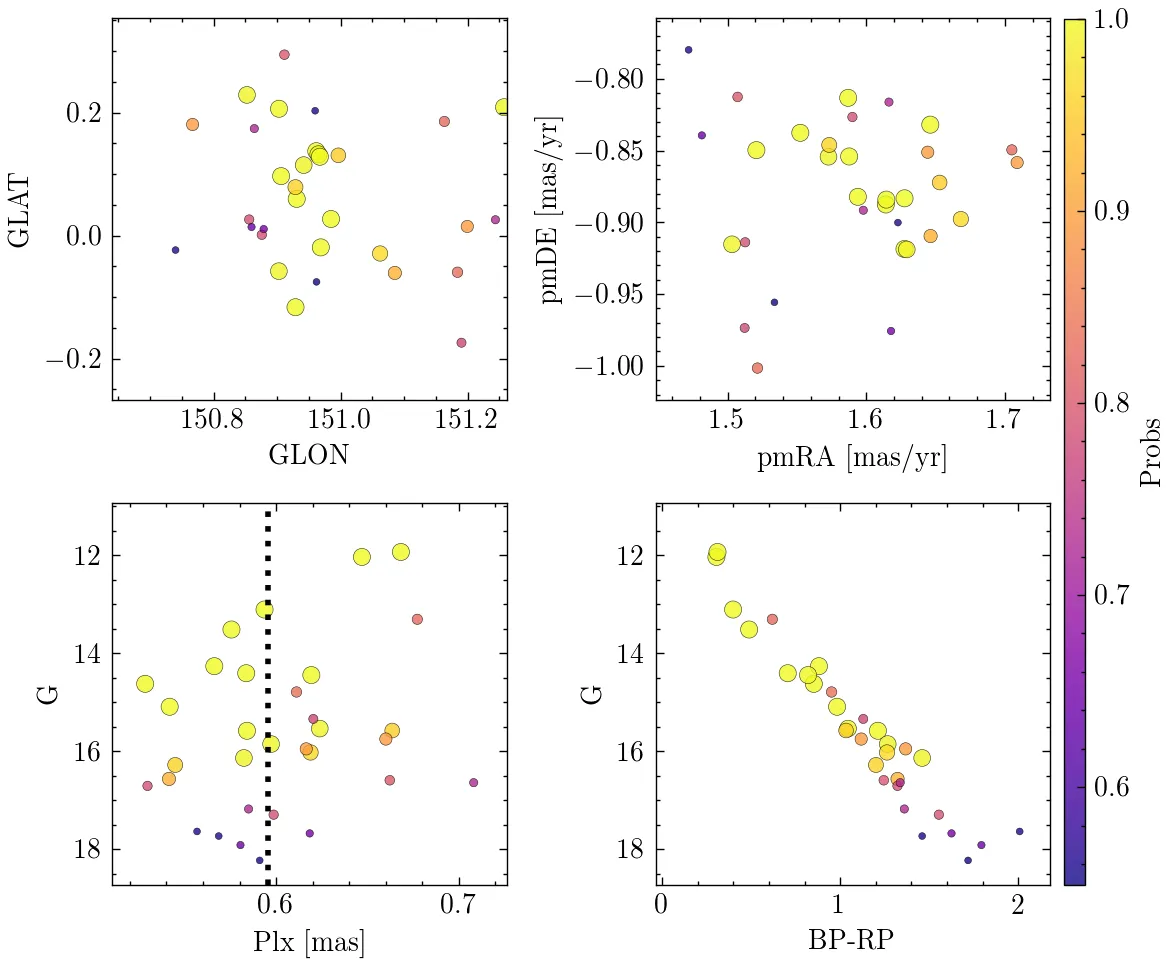 0.2
0.0
−0.2
GLAT
150.8 151.0 151.2
GLON
−0.80
−0.85
−0.90
−0.95
−1.00
pmDE [mas/yr]
1.5 1.6 1.7
pmRA [mas/yr]
1.0
0.9
0.8
0.7
0.6
Probs
12
14
16
18
G
0.6 0.7
Plx [mas]
12
14
16
18
G
0 1 2
BP-RP